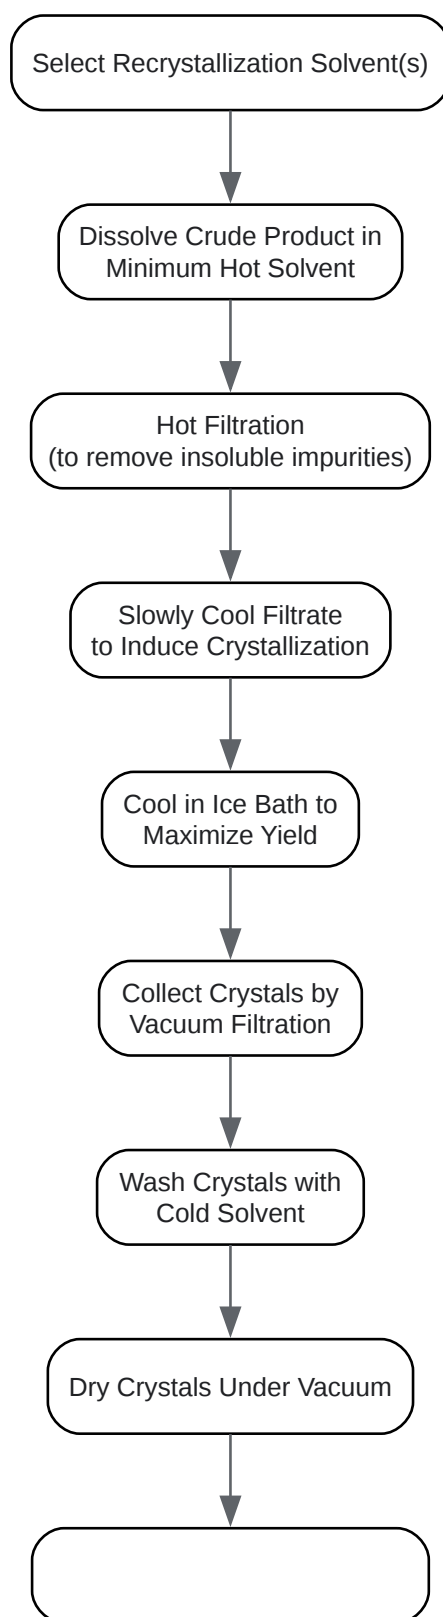 Select Recrystallization Solvent(s)
Dissolve Crude Product in
Minimum Hot Solvent
Hot Filtration
(to remove insoluble impurities)
Slowly Cool Filtrate
to Induce Crystallization
Cool in Ice Bath to
Maximize Yield
Collect Crystals by
Vacuum Filtration
Wash Crystals with
Cold Solvent
Dry Crystals Under Vacuum